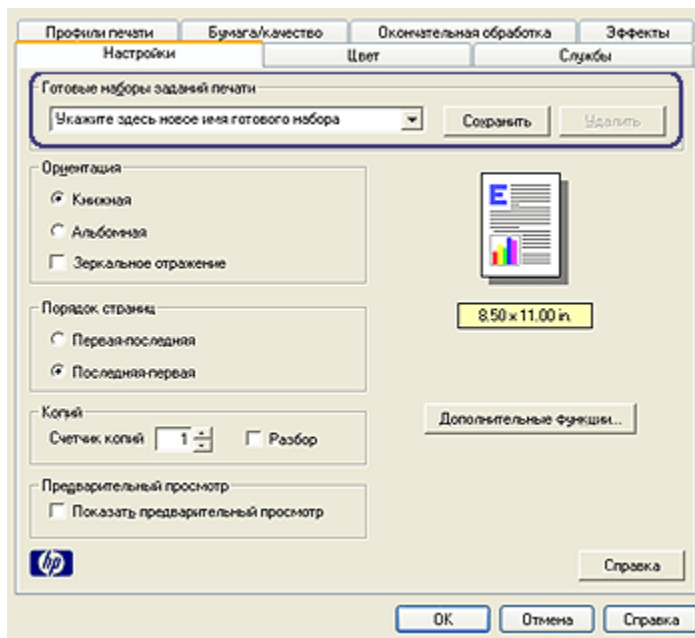 Профили печати Бумага/качество Окончательная обработка Эффекты
Настройки Цвет Службы
Готовые наборы заданий печати
Укажите здесь новое имя готового набора Сохранить Удалить
Ориентация
Книжная
Альбомная
Зеркальное отражение
E
8.50 x 11.00 in.
Порядок страниц
Первая-последняя
Последняя-первая
Копий
Счетчик копий 1 Разбор
Дополнительные функции...
Предварительный просмотр
Показать предварительный просмотр
hp Справка
OK Отмена Справка